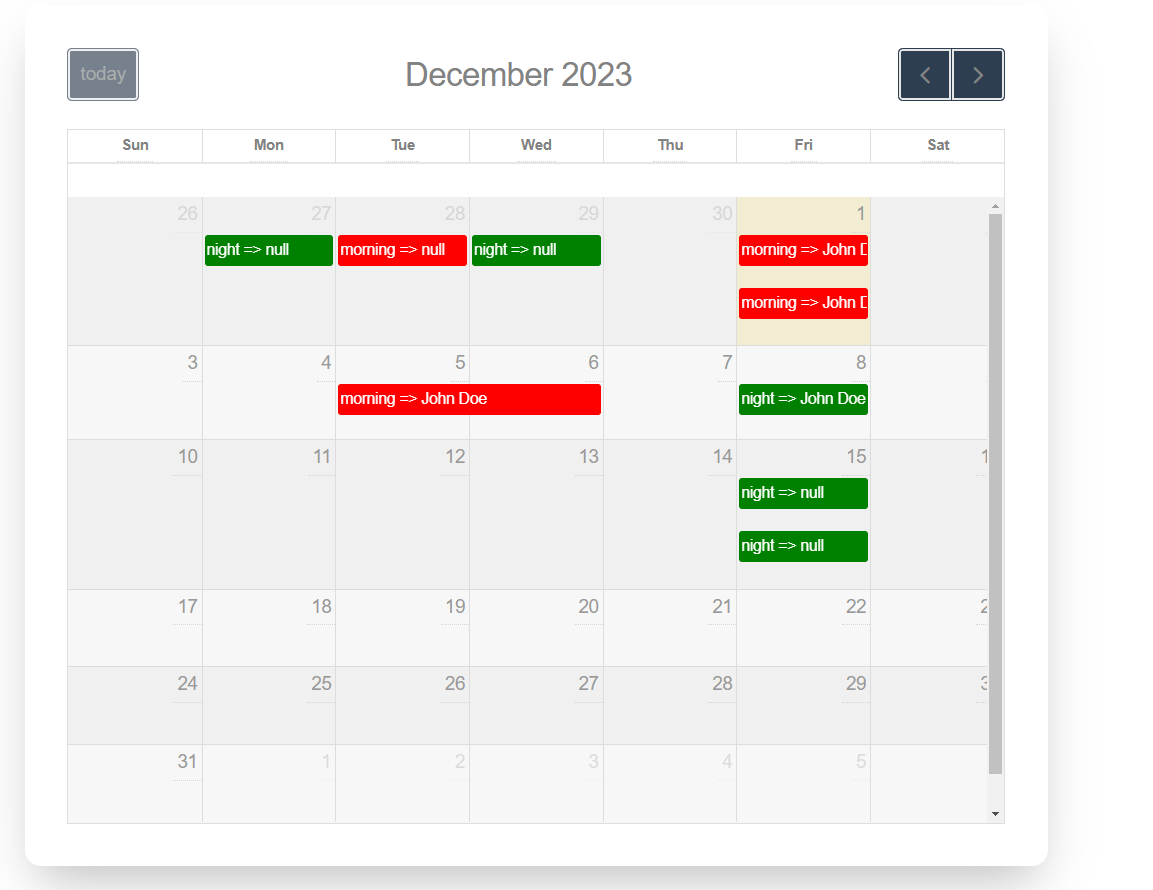 today
December 2023
Sun Mon Tue Wed Thu Fri Sat
26 27 28 29 30 1
night => null morning => null night => null morning => John
morning => John
3 4 5 6 7 8
morning => John Doe night => John Doe
10 11 12 13 14 15
night => null
night => null
17 18 19 20 21 22
24 25 26 27 28 29
31 1 2 3 4 5